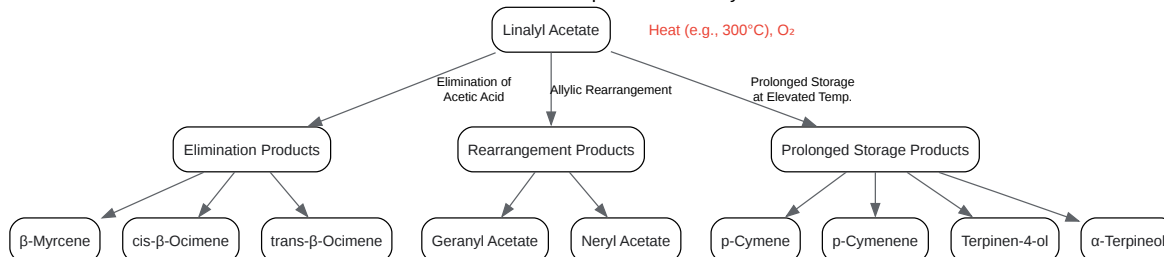 Linalyl Acetate
Heat (e.g., 300°C), O₂
Elimination of
Acetic Acid
Allylic Rearrangement
Prolonged Storage
at Elevated Temp.
Elimination Products
Rearrangement Products
Prolonged Storage Products
β-Myrcene
cis-β-Ocimene
trans-β-Ocimene
Geranyl Acetate
Neryl Acetate
p-Cymene
p-Cymenene
Terpinen-4-ol
α-Terpineol